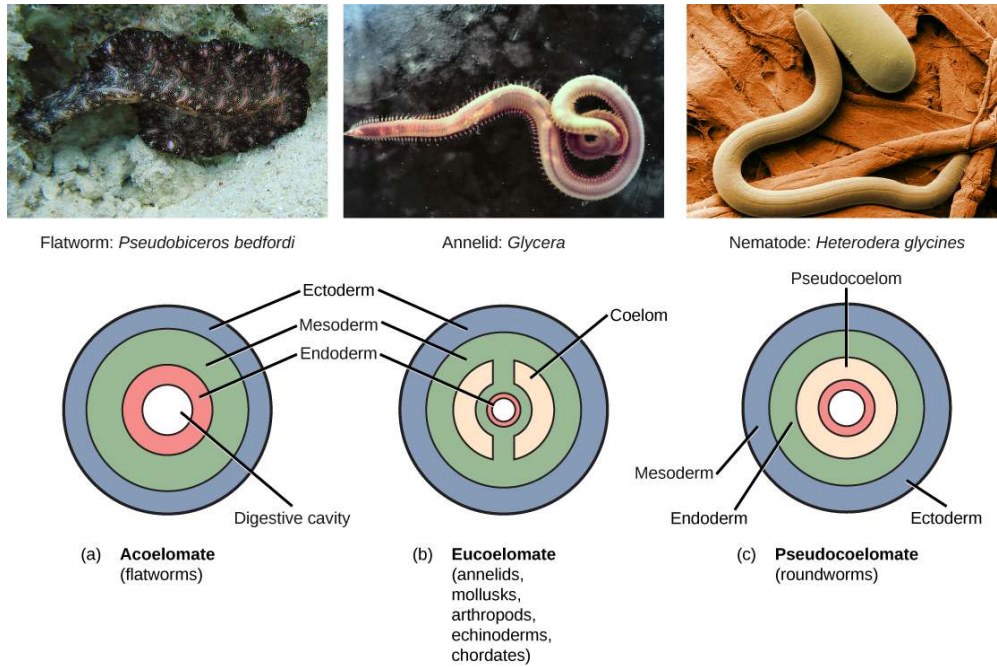 Flatworm: Pseudobiceros bedfordi
Annelid: Glycera
Nematode: Heterodera glycines
Ectoderm
Mesoderm
Endoderm
Digestive cavity
Coelom
Pseudocoelom
Mesoderm
Endoderm
Ectoderm
(a) Acoelomate
(flatworms)
(b) Eucoelomate
(annelids,
mollusks,
arthropods,
echinoderms,
chordates)
(c) Pseudocoelomate
(roundworms)